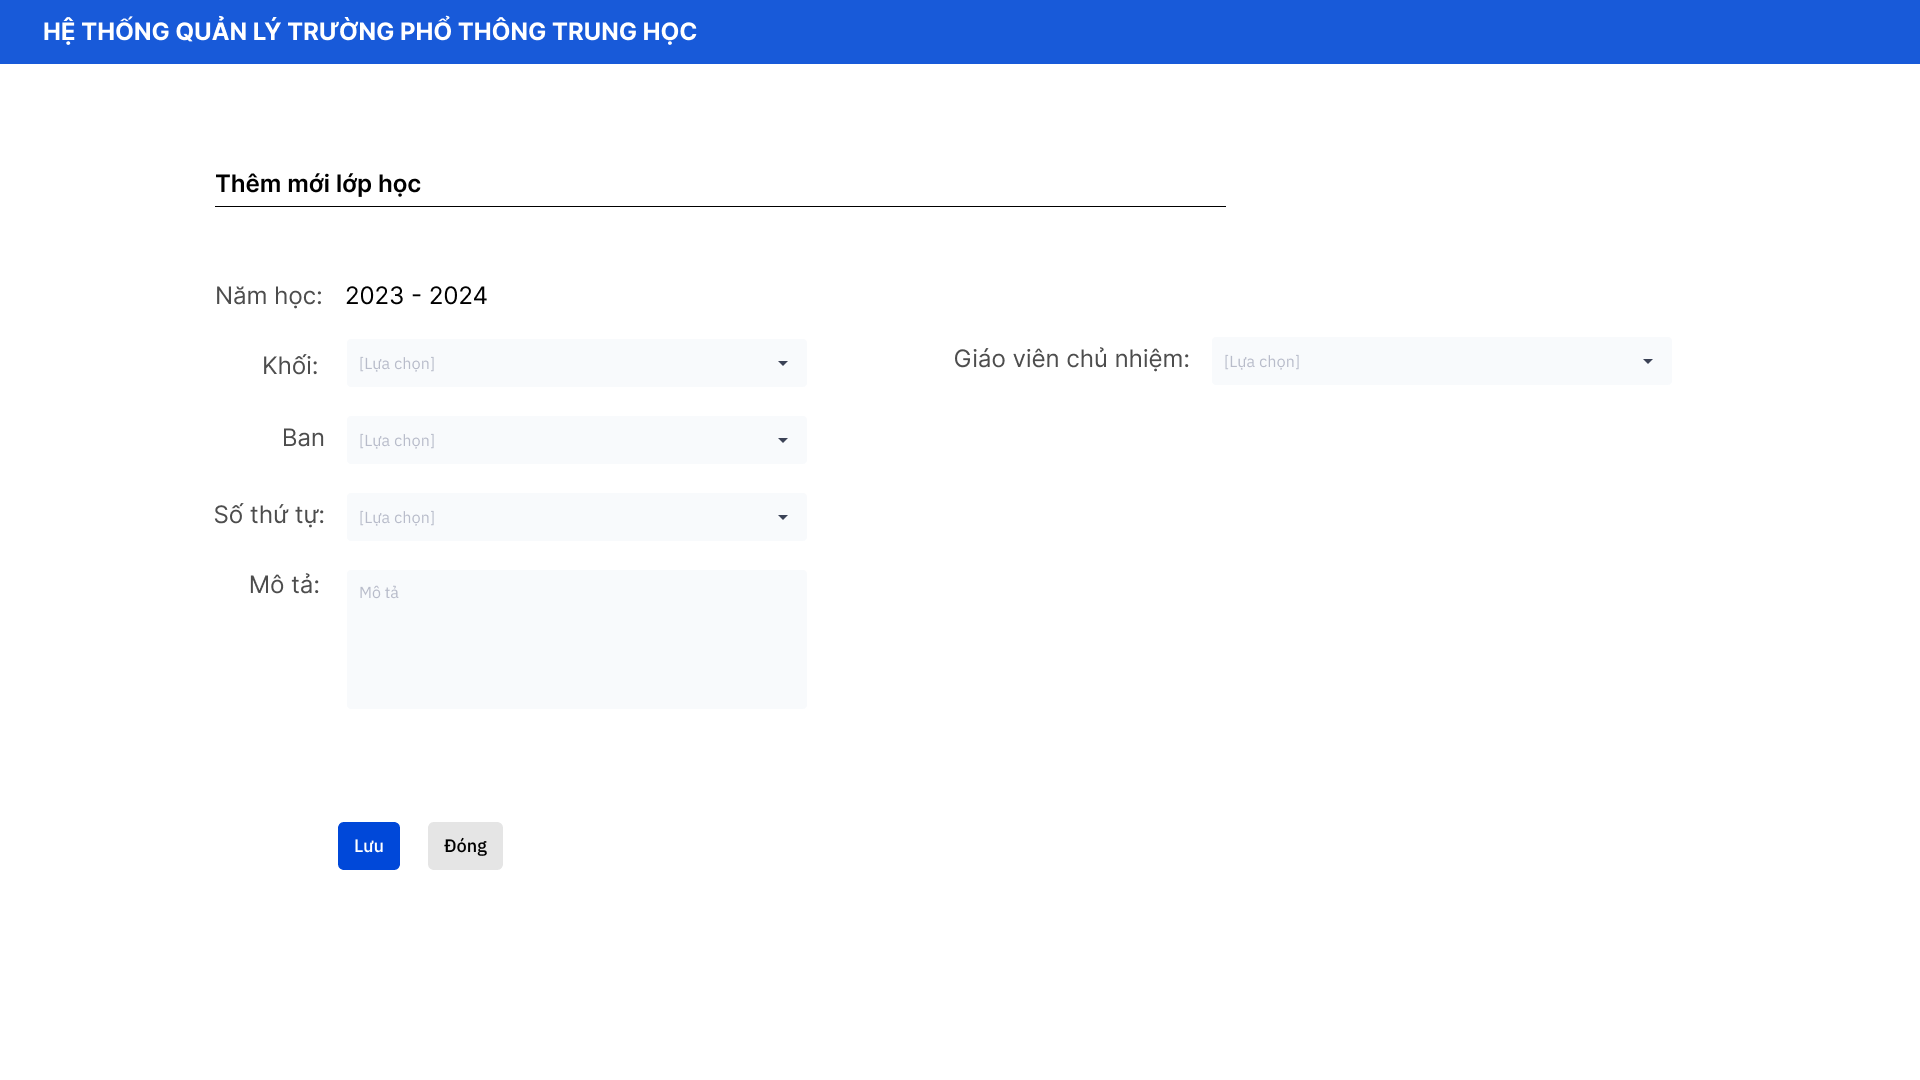 HỆ THỐNG QUẢN LÝ TRƯỜNG PHỔ THÔNG TRUNG HỌC
Thêm mới lớp học
Năm học: 2023 - 2024
Khối: [Lựa chọn]
Giáo viên chủ nhiệm: [Lựa chọn]
Ban [Lựa chọn]
Số thứ tự: [Lựa chọn]
Mô tả: Mô tả
Lưu Đóng